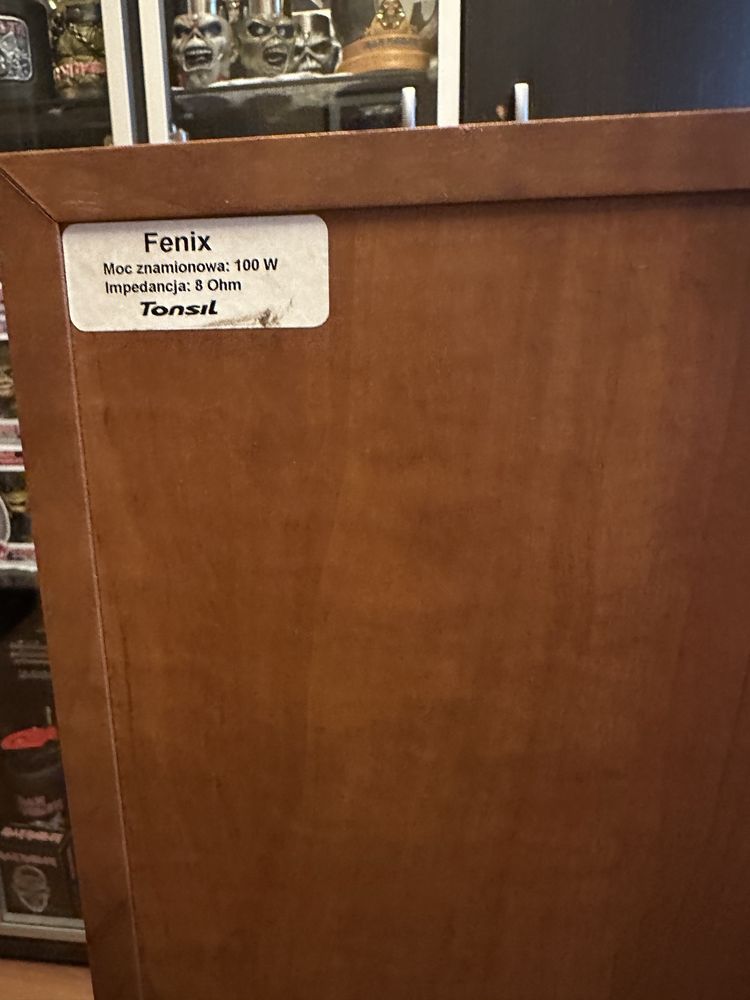 Fenix
Moc znamionowa: 100 W
Impedancja: 8 Ohm
Tonsil